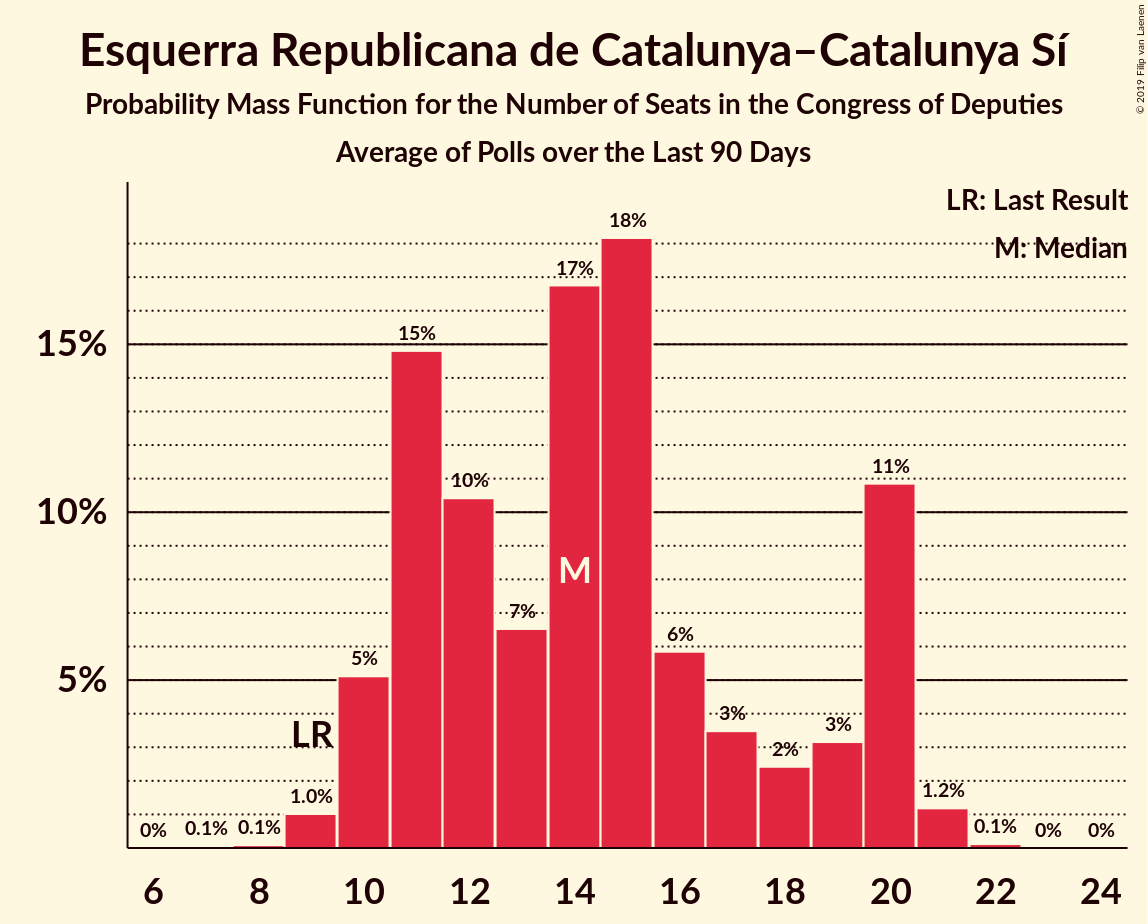 Esquerra Republicana de Catalunya–Catalunya Sí
Probability Mass Function for the Number of Seats in the Congress of Deputies
Average of Polls over the Last 90 Days
© 2019 Filip van Laenen
LR: Last Result
M: Median
15%
10%
5%
0%
0.1%
0.1%
1.0%
LR
5%
15%
10%
7%
17%
M
18%
6%
3%
2%
3%
11%
1.2%
0.1%
0%
0%
6 8 10 12 14 16 18 20 22 24